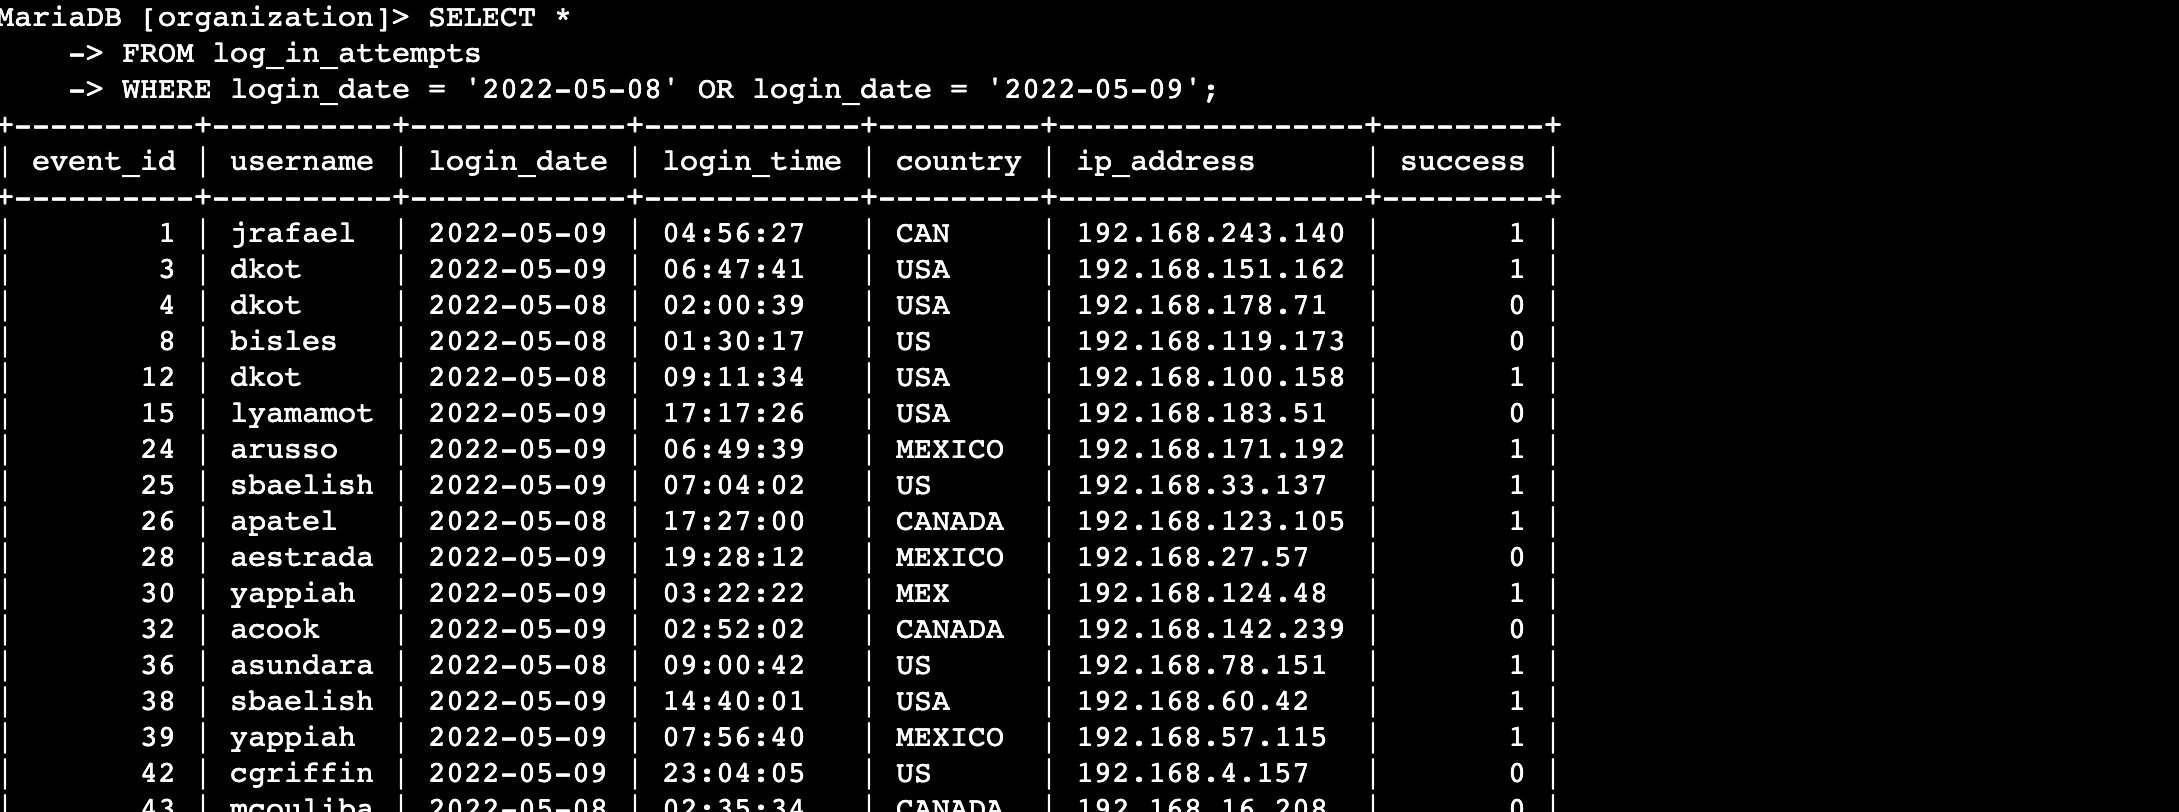 MariaDB [organization]> SELECT *
    -> FROM log_in_attempts
    -> WHERE login_date = '2022-05-08' OR login_date = '2022-05-09';
+----------+----------+------------+------------+---------+-----------------+---------+
| event_id | username | login_date | login_time | country | ip_address      | success |
+----------+----------+------------+------------+---------+-----------------+---------+
|        1 | jrafael  | 2022-05-09 | 04:56:27   | CAN     | 192.168.243.140 |       1 |
|        3 | dkot     | 2022-05-09 | 06:47:41   | USA     | 192.168.151.162 |       1 |
|        4 | dkot     | 2022-05-08 | 02:00:39   | USA     | 192.168.178.71  |       0 |
|        8 | bisles   | 2022-05-08 | 01:30:17   | US      | 192.168.119.173 |       0 |
|       12 | dkot     | 2022-05-08 | 09:11:34   | USA     | 192.168.100.158 |       1 |
|       15 | lyamamot | 2022-05-09 | 17:17:26   | USA     | 192.168.183.51  |       0 |
|       24 | arusso   | 2022-05-09 | 06:49:39   | MEXICO  | 192.168.171.192 |       1 |
|       25 | sbaelish | 2022-05-09 | 07:04:02   | US      | 192.168.33.137  |       1 |
|       26 | apatel   | 2022-05-08 | 17:27:00   | CANADA  | 192.168.123.105 |       1 |
|       28 | aestrada | 2022-05-09 | 19:28:12   | MEXICO  | 192.168.27.57   |       0 |
|       30 | yappiah  | 2022-05-09 | 03:22:22   | MEX     | 192.168.124.48  |       1 |
|       32 | acook    | 2022-05-09 | 02:52:02   | CANADA  | 192.168.142.239 |       0 |
|       36 | asundara | 2022-05-08 | 09:00:42   | US      | 192.168.78.151  |       1 |
|       38 | sbaelish | 2022-05-09 | 14:40:01   | USA     | 192.168.60.42   |       1 |
|       39 | yappiah  | 2022-05-09 | 07:56:40   | MEXICO  | 192.168.57.115  |       1 |
|       42 | cgriffin | 2022-05-09 | 23:04:05   | US      | 192.168.4.157   |       0 |
|       43 | mcouliba | 2022-05-08 | 02:35:34   | CANADA  | 192.168.16.208  |       0 |